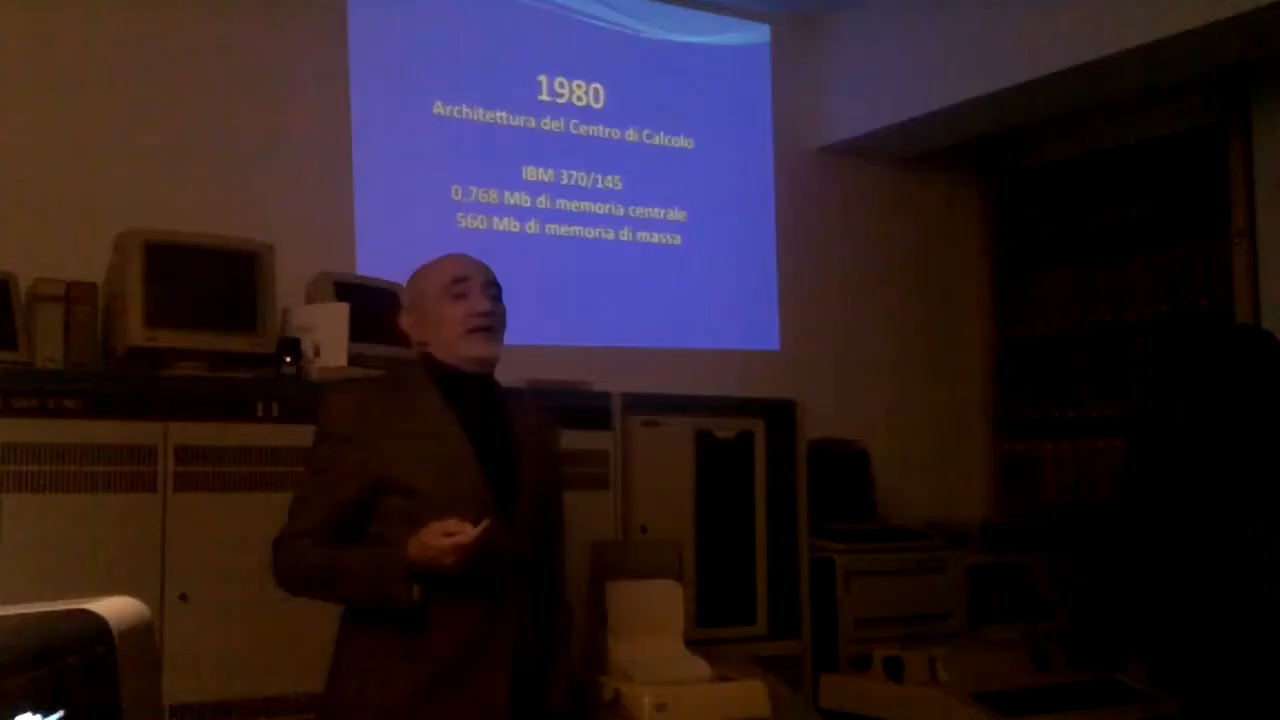 1980
Architettura del Centro di Calcolo
IBM 370/145
0.768 Mb di memoria centrale
560 Mb di memoria di massa